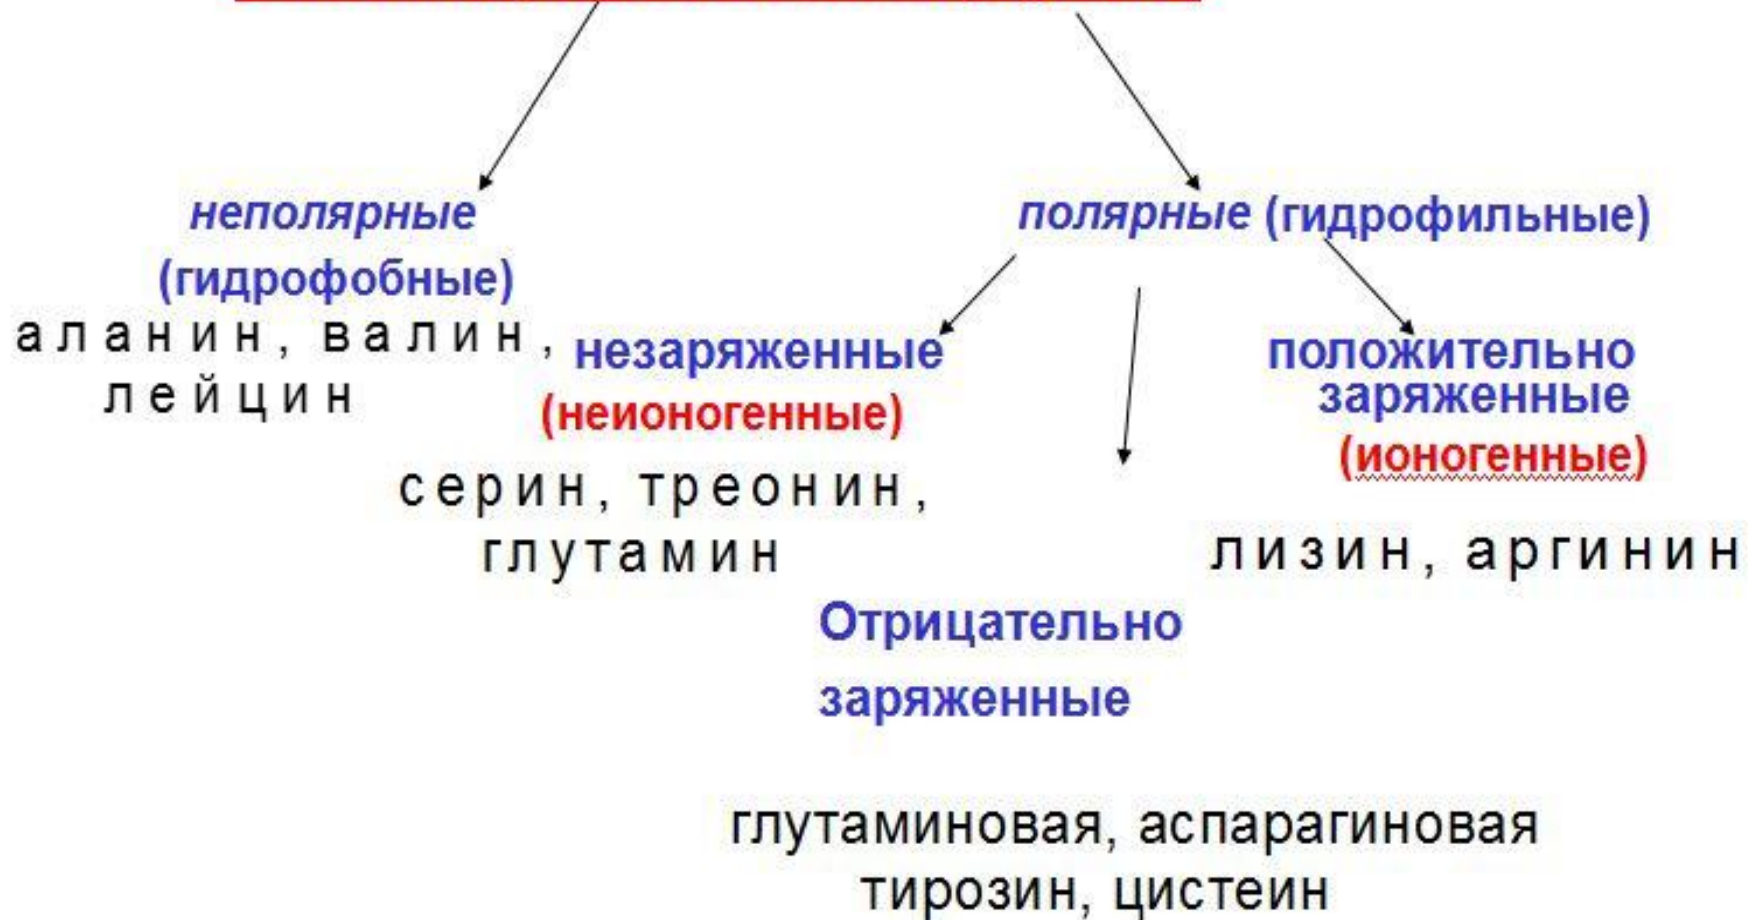 неполярные
(гидрофобные)
аланин, валин,
лейцин
полярные (гидрофильные)
незаряженные
(неионогенные)
серин, треонин,
глутамин
положительно
заряженные
(ионогенные)
лизин, аргинин
Отрицательно
заряженные
глутаминовая, аспарагиновая
тирозин, цистеин